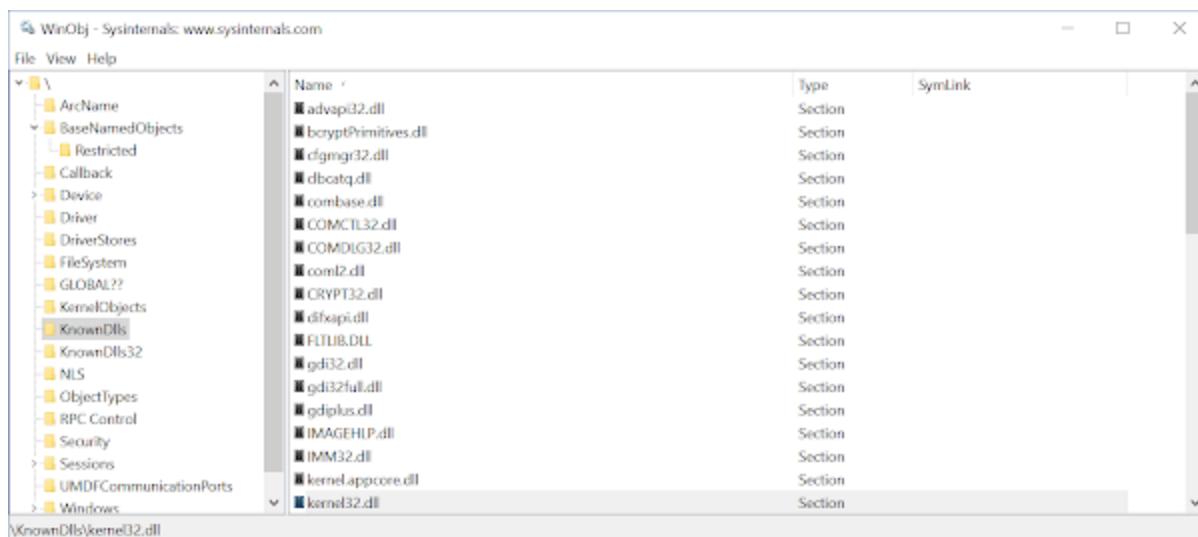 WinObj - Sysinternals: www.sysinternals.com
File View Help
\
ArcName
BaseNamedObjects
Restricted
Callback
Device
Driver
DriverStores
FileSystem
GLOBAL??
KernelObjects
KnownDlls
KnownDlls32
NLS
ObjectTypes
RPC Control
Security
Sessions
UMDFCommunicationPorts
Windows
Name Type SymLink
advapi32.dll Section
bcryptPrimitives.dll Section
cfgmgr32.dll Section
clbcatq.dll Section
combase.dll Section
COMCTL32.dll Section
COMDLG32.dll Section
coml2.dll Section
CRYPT32.dll Section
difxapi.dll Section
FLTLIB.DLL Section
gdi32.dll Section
gdi32full.dll Section
gdiplus.dll Section
IMAGEHLP.dll Section
IMM32.dll Section
kernel.appcore.dll Section
kernel32.dll Section
\KnownDlls\kernel32.dll